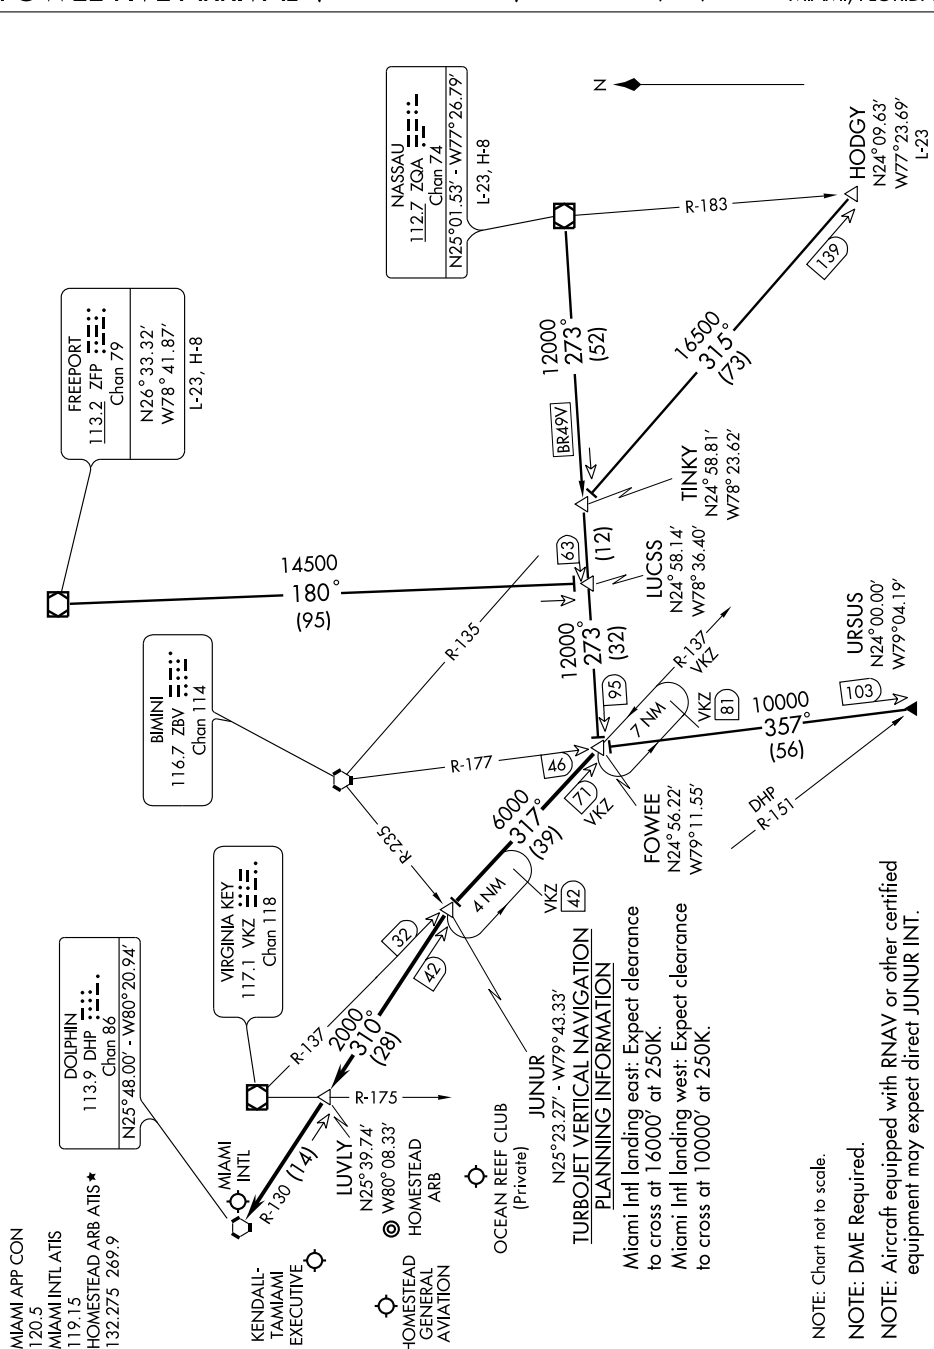 MIAMI APP CON
120.5
MIAMI INTL ATIS
119.15
HOMESTEAD ARB ATIS★
132.275 269.9
DOLPHIN
113.9 DHP
Chan 86
N25°48.00' - W80°20.94'
VIRGINIA KEY
117.1 VKZ
Chan 118
BIMINI
116.7 ZBV
Chan 114
FREEPORT
113.2 ZFP
Chan 79
N26°33.32'
W78°41.87'
L-23, H-8
NASSAU
112.7 ZQA
Chan 74
N25°01.53' - W77°26.79'
L-23, H-8
N
HODGY
N24°09.63'
W77°23.69'
L-23
R-183
139
16500
315°
(73)
12000
273°
(52)
BR49V
TINKY
N24°58.81'
W78°23.62'
(12)
63
LUCSS
N24°58.14'
W78°36.40'
14500
180°
(95)
12000
273
(32)
95
R-135
R-137
VKZ
7 NM
VKZ
81
URSUS
N24°00.00'
W79°04.19'
103
10000
357°
(56)
DHP
R-151
R-177
46
71
VKZ
FOWEE
N24°56.22'
W79°11.55'
6000
317°
(39)
R-235
4 NM
VKZ
42
32
42
R-137
2000
310°
(28)
JUNUR
N25°23.27' - W79°43.33'
R-175
LUVLY
N25°39.74'
W80°08.33'
R-130 (14)
MIAMI
INTL
KENDALL-
TAMIAMI
EXECUTIVE
HOMESTEAD
ARB
HOMESTEAD
GENERAL
AVIATION
OCEAN REEF CLUB
(Private)
TURBOJET VERTICAL NAVIGATION
PLANNING INFORMATION
Miami Intl landing east: Expect clearance
to cross at 16000' at 250K.
Miami Intl landing west: Expect clearance
to cross at 10000' at 250K.
NOTE: Chart not to scale.
NOTE: DME Required.
NOTE: Aircraft equipped with RNAV or other certified
equipment may expect direct JUNUR INT.